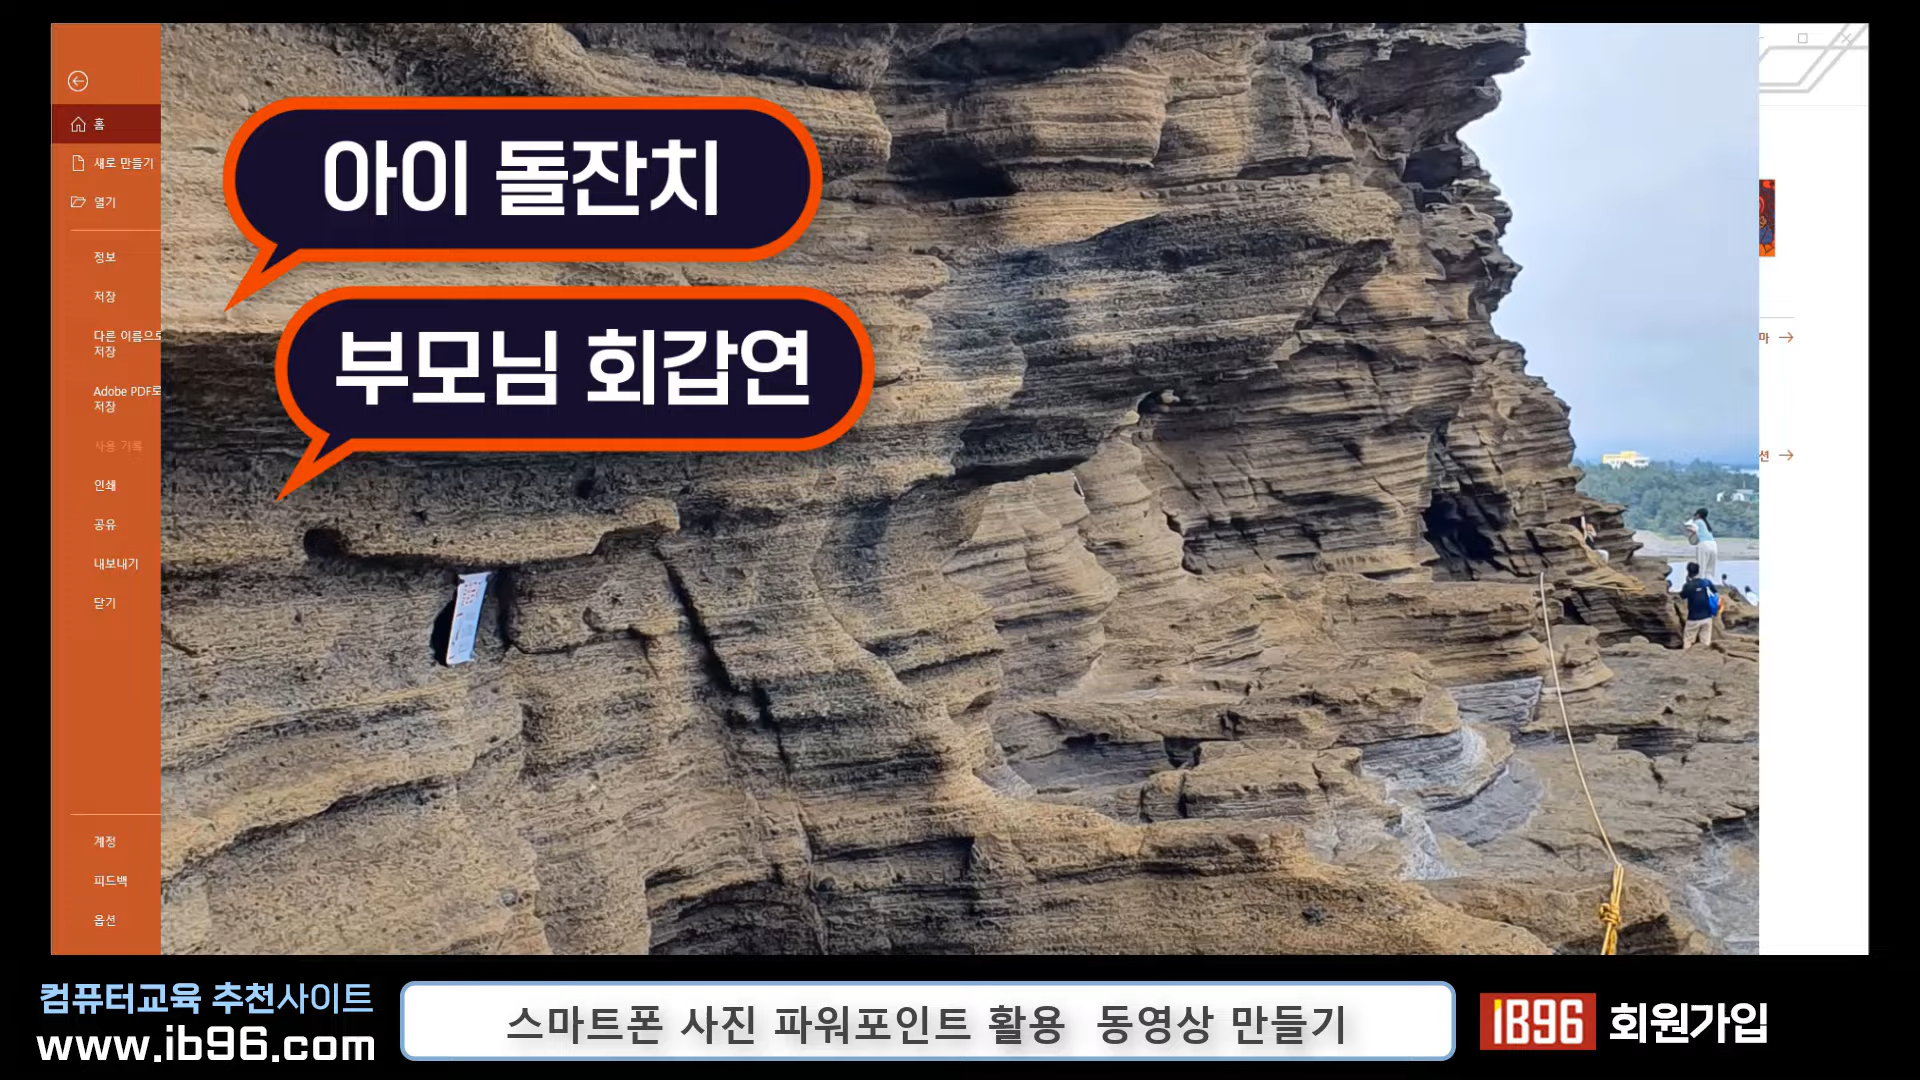 홈
새로 만들기
열기
정보
저장
다른 이름으로
저장
Adobe PDF로
저장
사용 기록
인쇄
공유
내보내기
닫기
계정
피드백
옵션
아이 돌잔치
부모님 회갑연
마
션
컴퓨터교육 추천사이트
www.ib96.com
스마트폰 사진 파워포인트 활용 동영상 만들기
IB96 회원가입